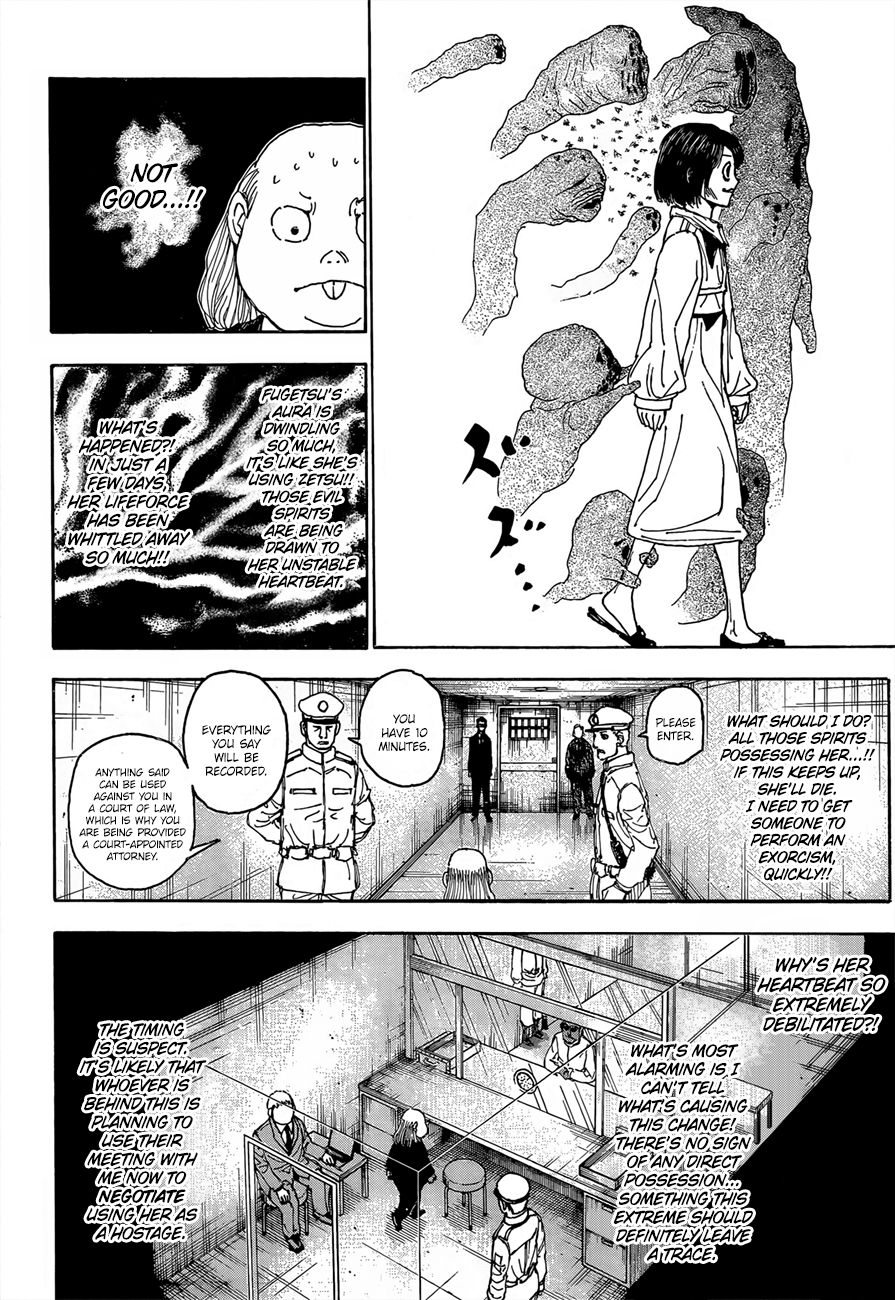 ズ
ズ
NOT
GOOD...!!
FUGETSU'S
AURA IS
DWINDLING
SO MUCH,
IT'S LIKE SHE'S
USING ZETSU!!
THOSE EVIL
SPIRITS
ARE BEING
DRAWN TO
HER UNSTABLE
HEARTBEAT.
WHAT'S
HAPPENED?!
IN JUST A
FEW DAYS,
HER LIFEFORCE
HAS BEEN
WHITTLED AWAY
SO MUCH!!
WHAT SHOULD I DO?
ALL THOSE SPIRITS
POSSESSING HER...!!
IF THIS KEEPS UP,
SHE'LL DIE.
I NEED TO GET
SOMEONE TO
PERFORM AN
EXORCISM,
QUICKLY!!
PLEASE
ENTER.
YOU
HAVE 10
MINUTES.
EVERYTHING
YOU SAY
WILL BE
RECORDED.
ANYTHING SAID
CAN BE USED
AGAINST YOU IN
A COURT OF LAW,
WHICH IS WHY YOU
ARE BEING PROVIDED
A COURT-APPOINTED
ATTORNEY.
WHY'S HER
HEARTBEAT SO
EXTREMELY
DEBILITATED?!
WHAT'S MOST
ALARMING IS I
CAN'T TELL
WHAT'S CAUSING
THIS CHANGE!
THERE'S NO SIGN
OF ANY DIRECT
POSSESSION...
SOMETHING THIS
EXTREME SHOULD
DEFINITELY LEAVE
A TRACE.
THE TIMING
IS SUSPECT.
IT'S LIKELY THAT
WHOEVER IS
BEHIND THIS IS
PLANNING TO
USE THEIR
MEETING WITH
ME NOW TO
NEGOTIATE
USING HER AS
A HOSTAGE.